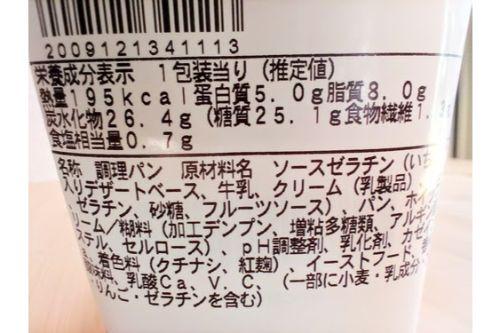 2009121341113
栄養成分表示 1包装当り (推定値)
熱量195kcal蛋白質5.0g脂質8.0g
炭水化物26.4g(糖質25.1g食物繊維1.3g)
食塩相当量0.7g
名称 調理パン 原材料名 ソースゼラチン(いち
入りデザートベース、牛乳、クリーム(乳製品)
ゼラチン、砂糖、フルーツソース)、パン、ホイ
リーム/糊料(加工デンプン、増粘多糖類、アルギ
ステル、セルロース) pH調整剤、乳化剤、カゼイ
、着色料(クチナシ、紅麹)、イーストフード、
味料、乳酸Ca、V.C、(一部に小麦・乳成分
りんご・ゼラチンを含む)